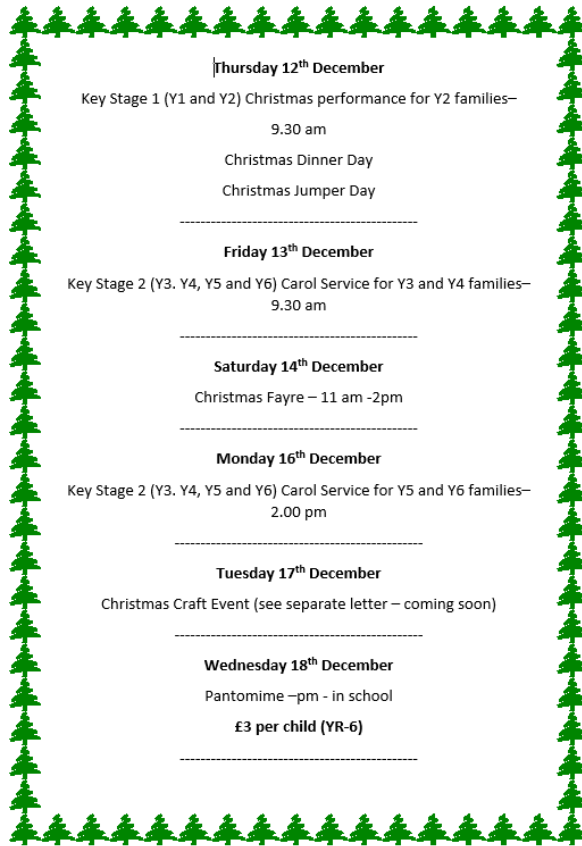 Thursday 12th December
Key Stage 1 (Y1 and Y2) Christmas performance for Y2 families–
9.30 am
Christmas Dinner Day
Christmas Jumper Day
----------------------------------------------
Friday 13th December
Key Stage 2 (Y3. Y4, Y5 and Y6) Carol Service for Y3 and Y4 families–
9.30 am
----------------------------------------------
Saturday 14th December
Christmas Fayre – 11 am -2pm
----------------------------------------------
Monday 16th December
Key Stage 2 (Y3. Y4, Y5 and Y6) Carol Service for Y5 and Y6 families–
2.00 pm
------------------------------------------------
Tuesday 17th December
Christmas Craft Event (see separate letter – coming soon)
------------------------------------------------
Wednesday 18th December
Pantomime –pm - in school
£3 per child (YR-6)
----------------------------------------------